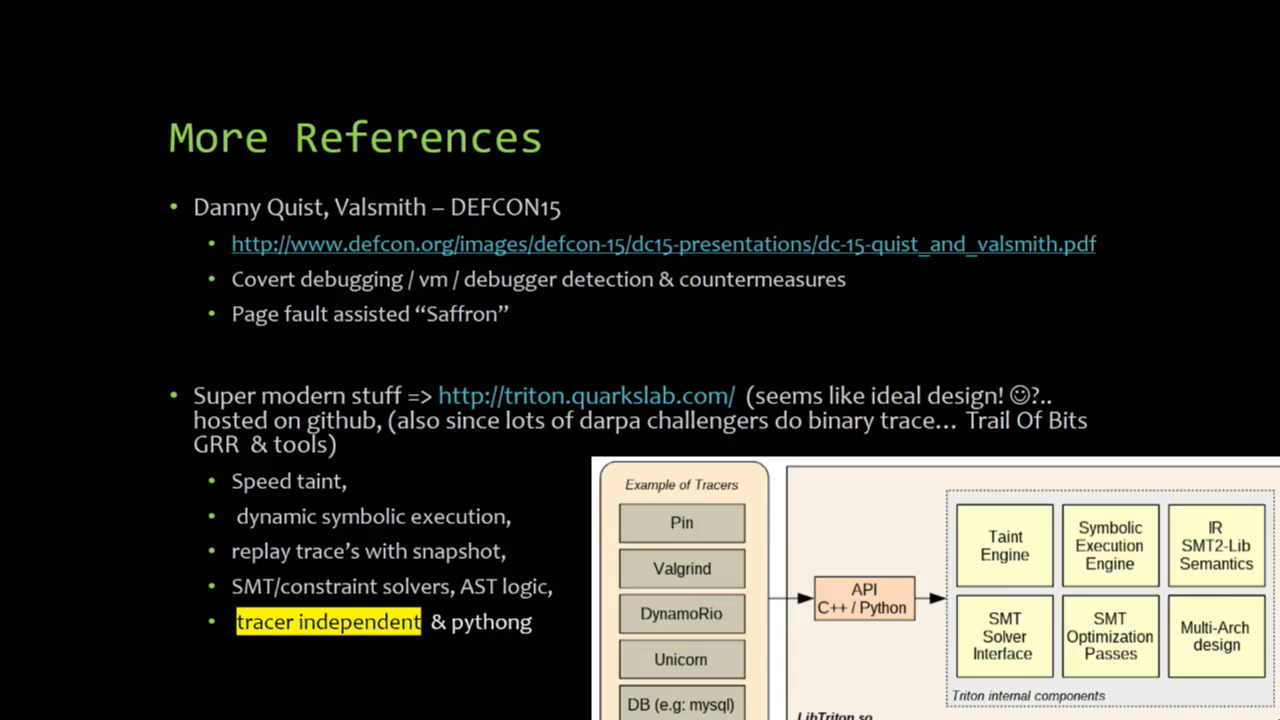 More References
• Danny Quist, Valsmith – DEFCON15
• http://www.defcon.org/images/defcon-15/dc15-presentations/dc-15-quist_and_valsmith.pdf
• Covert debugging / vm / debugger detection & countermeasures
• Page fault assisted “Saffron”
• Super modern stuff => http://triton.quarkslab.com/ (seems like ideal design! ☺?..
hosted on github, (also since lots of darpa challengers do binary trace… Trail Of Bits
GRR & tools)
• Speed taint,
• dynamic symbolic execution,
• replay trace’s with snapshot,
• SMT/constraint solvers, AST logic,
• tracer independent & pythong
Example of Tracers
Pin
Valgrind
DynamoRio
Unicorn
DB (e.g: mysql)
API
C++ / Python
Taint
Engine
Symbolic
Execution
Engine
IR
SMT2-Lib
Semantics
SMT
Solver
Interface
SMT
Optimization
Passes
Multi-Arch
design
Triton internal components
LibTriton.so